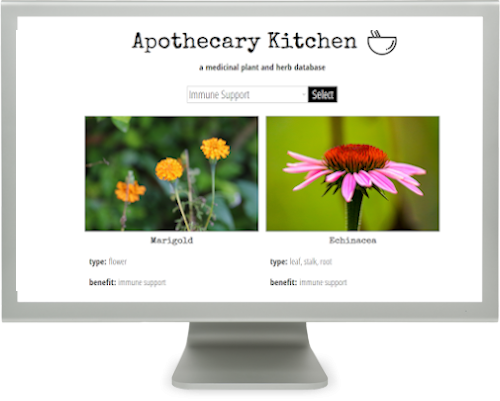 Apothecary Kitchen
a medicinal plant and herb database
Immune Support Select
Marigold Echinacea
type: flower type: leaf, stalk, root
benefit: immune support benefit: immune support